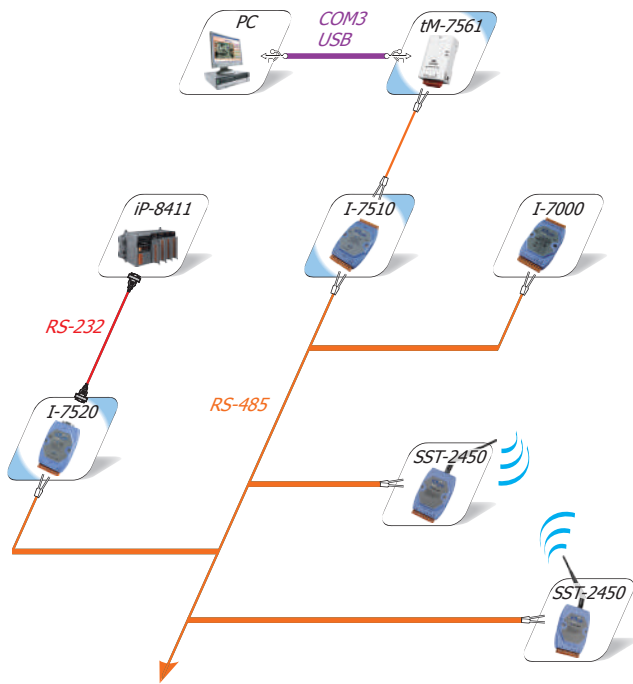 PC
COM3
USB
tM-7561
iP-8411
I-7510
I-7000
RS-232
RS-485
I-7520
SST-2450
SST-2450